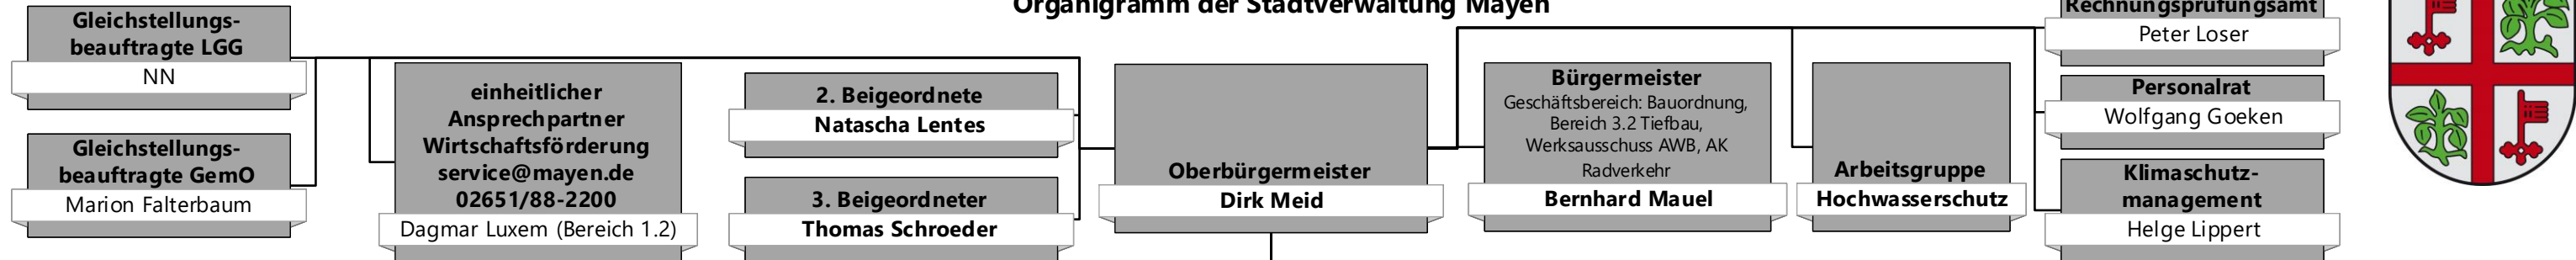 Organigramm der Stadtverwaltung Mayen
Gleichstellungs-
beauftragte LGG
NN
Gleichstellungs-
beauftragte GemO
Marion Falterbaum
einheitlicher
Ansprechpartner
Wirtschaftsförderung
service@mayen.de
02651/88-2200
Dagmar Luxem (Bereich 1.2)
2. Beigeordnete
Natascha Lentes
3. Beigeordneter
Thomas Schroeder
Oberbürgermeister
Dirk Meid
Bürgermeister
Geschäftsbereich: Bauordnung,
Bereich 3.2 Tiefbau,
Werksausschuss AWB, AK
Radverkehr
Bernhard Mauel
Arbeitsgruppe
Hochwasserschutz
Rechnungsprüfungsamt
Peter Loser
Personalrat
Wolfgang Goeken
Klimaschutz-
management
Helge Lippert